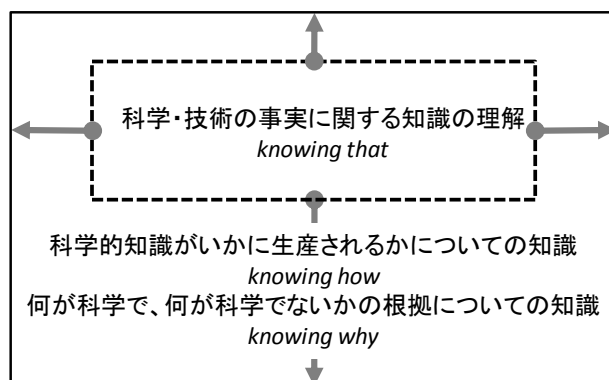 科学・技術の事実に関する知識の理解
knowing that
科学的知識がいかに生産されるかについての知識
knowing how
何が科学で、何が科学でないかの根拠についての知識
knowing why